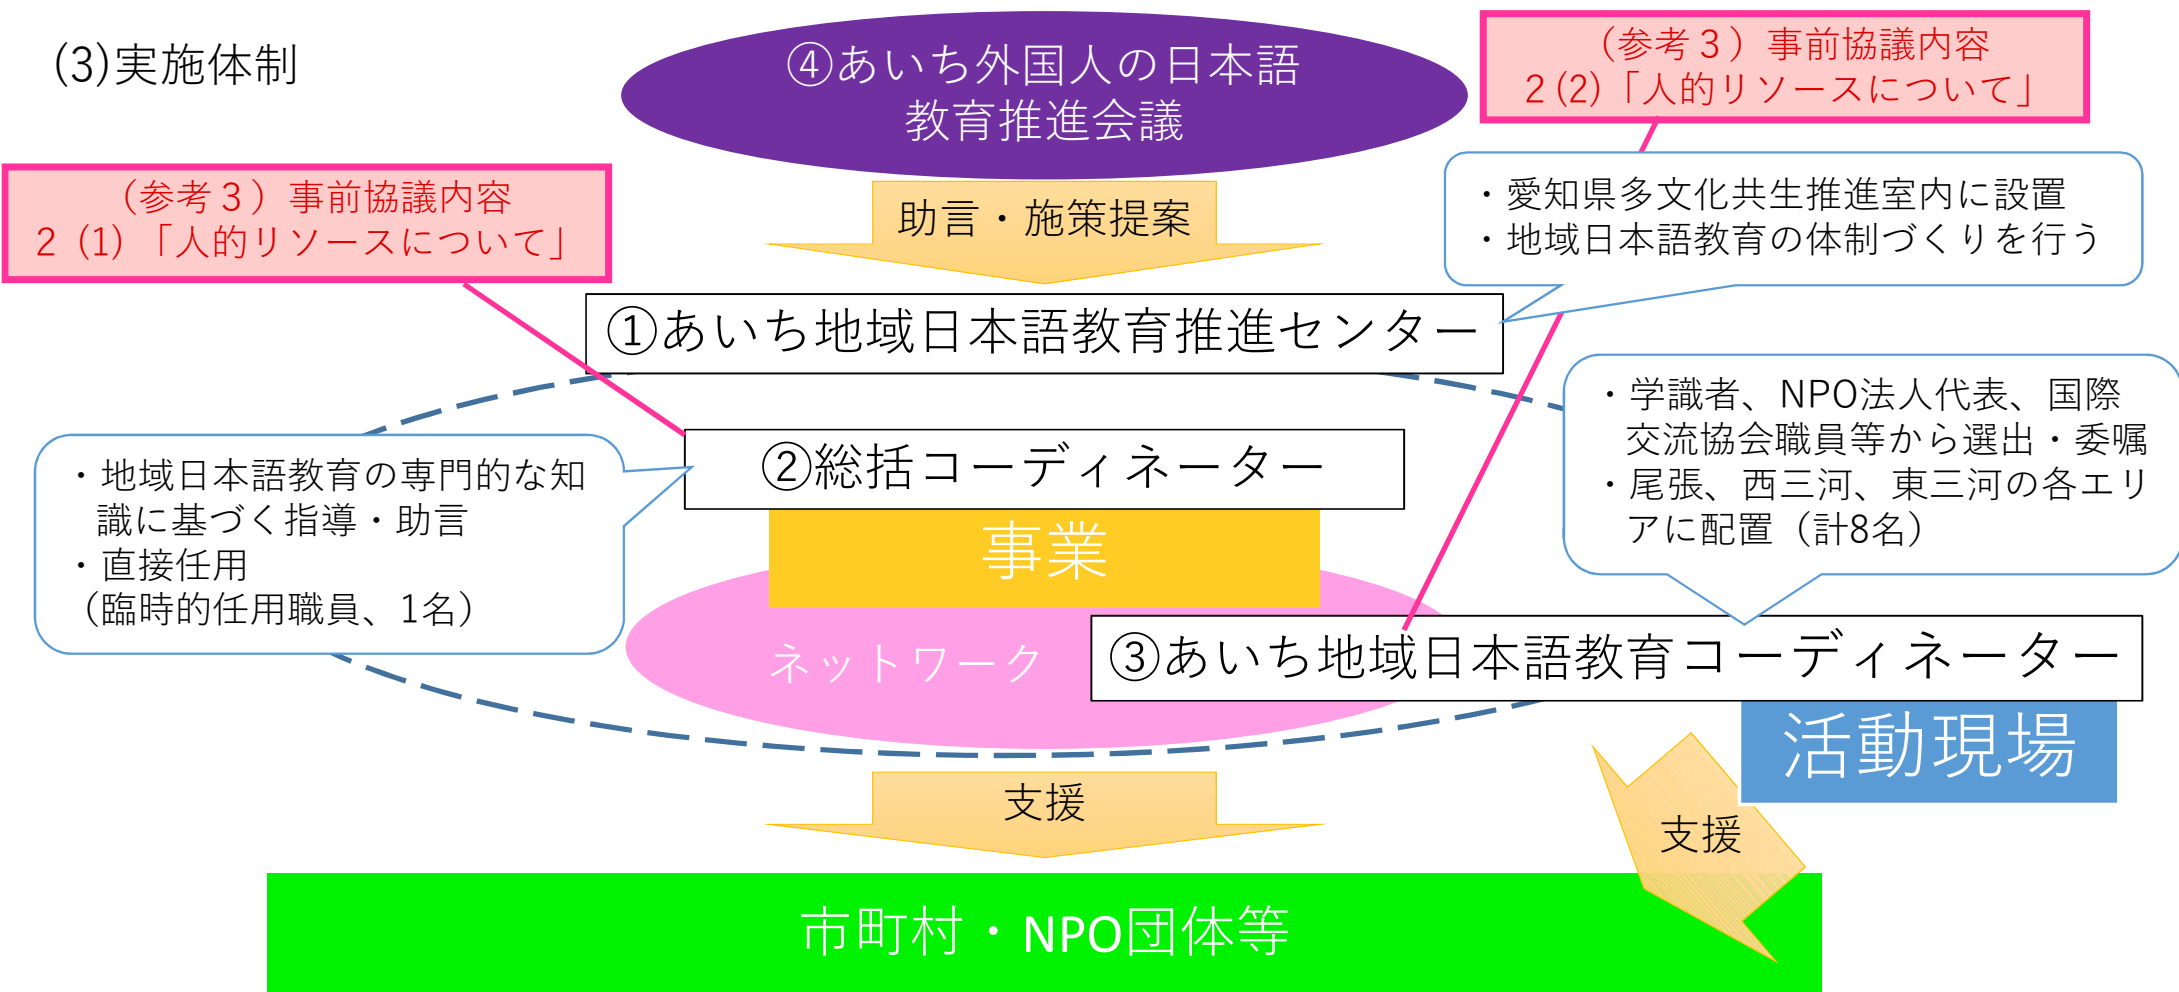 (3)実施体制
④あいち外国人の日本語
教育推進会議
（参考３）事前協議内容
２(2)「人的リソースについて」
（参考３）事前協議内容
２ (1) 「人的リソースについて」
助言・施策提案
・愛知県多文化共生推進室内に設置
・地域日本語教育の体制づくりを行う
①あいち地域日本語教育推進センター
・学識者、NPO法人代表、国際
交流協会職員等から選出・委嘱
・尾張、西三河、東三河の各エリ
アに配置（計8名）
②総括コーディネーター
・地域日本語教育の専門的な知
識に基づく指導・助言
・直接任用
（臨時的任用職員、1名）
事業
ネットワーク
③あいち地域日本語教育コーディネーター
活動現場
支援
支援
市町村・NPO団体等